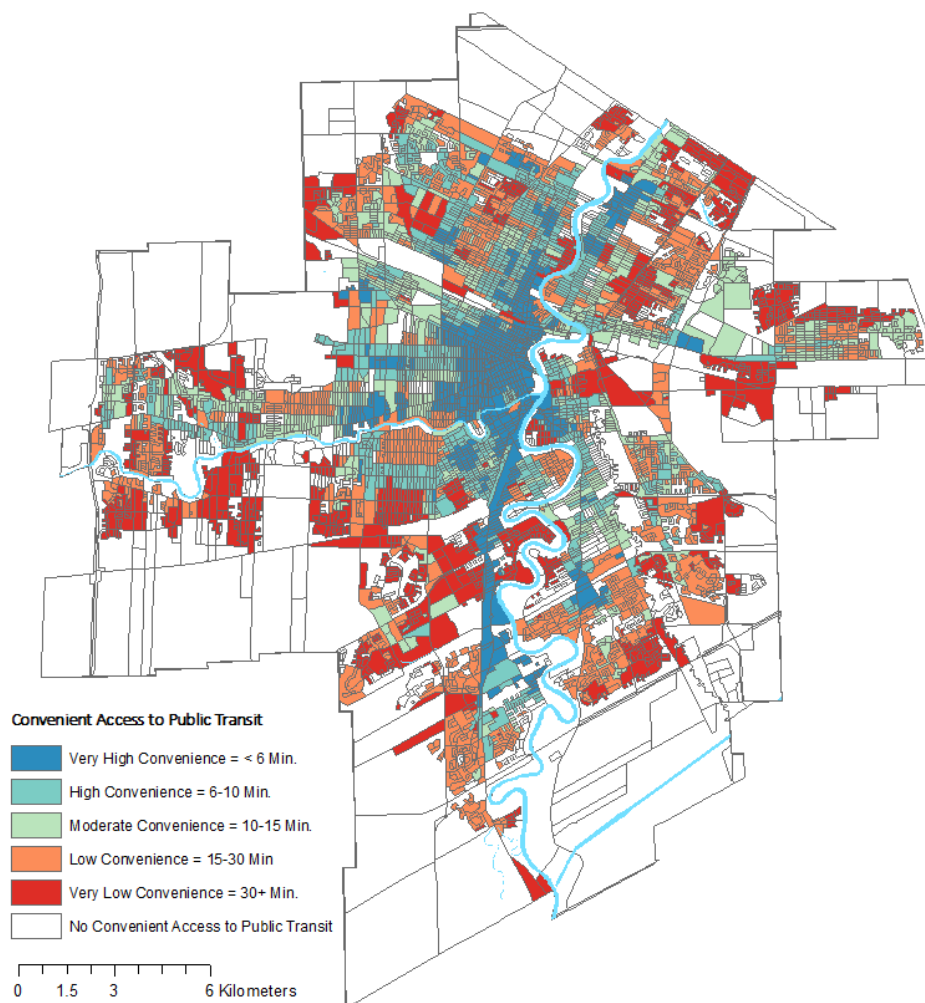 Convenient Access to Public Transit
Very High Convenience = < 6 Min.
High Convenience = 6-10 Min.
Moderate Convenience = 10-15 Min.
Low Convenience = 15-30 Min
Very Low Convenience = 30+ Min.
No Convenient Access to Public Transit
0 1.5 3 6 Kilometers